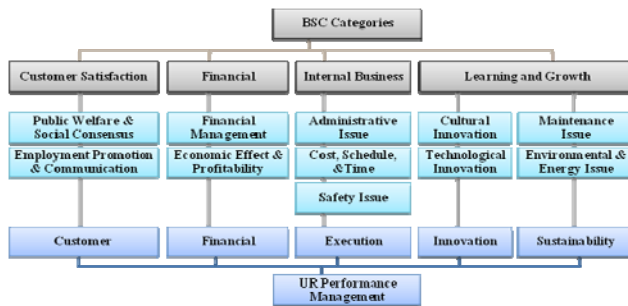 BSC Categories
Customer Satisfaction
Financial
Internal Business
Learning and Growth
Public Welfare &
Social Consensus
Financial
Management
Administrative
Issue
Cultural
Innovation
Maintenance
Issue
Employment Promotion
& Communication
Economic Effect &
Profitability
Cost, Schedule,
&Time
Technological
Innovation
Environmental &
Energy Issue
Safety Issue
Customer
Financial
Execution
Innovation
Sustainability
UR Performance
Management